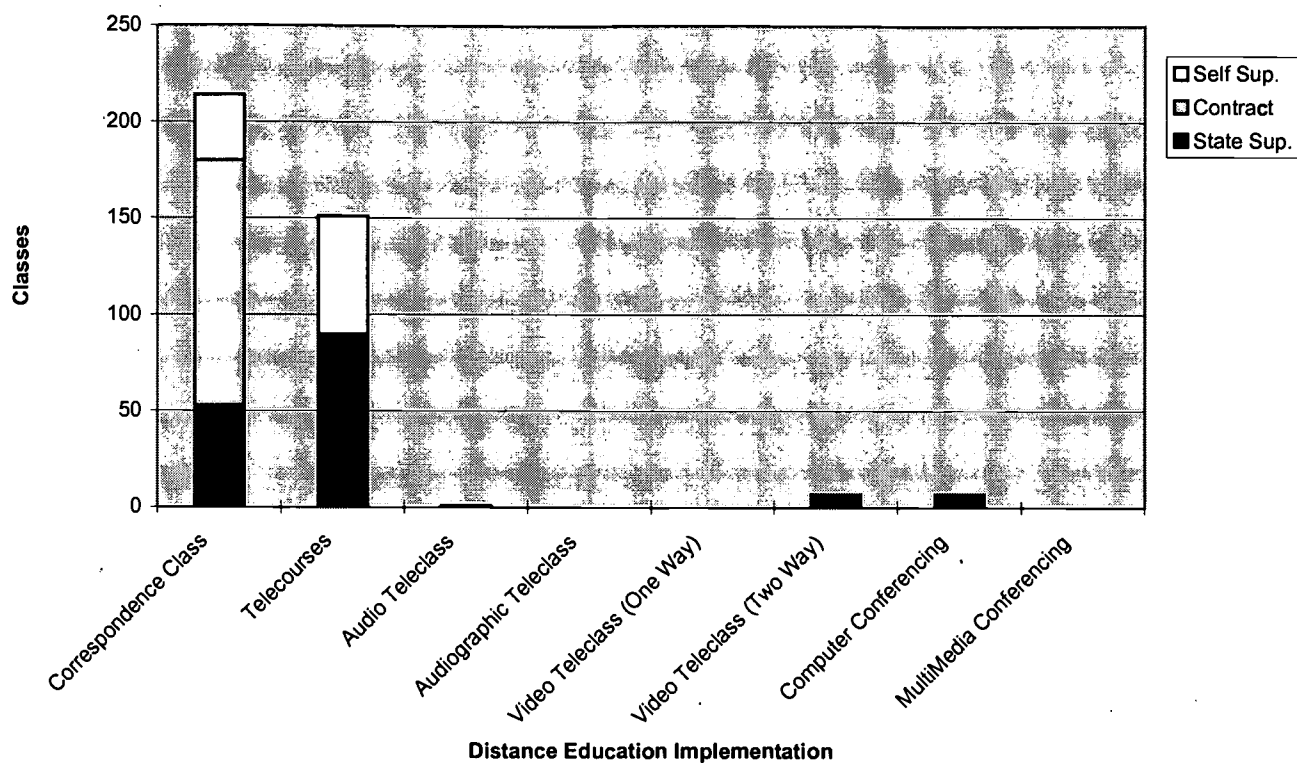 250
200
150
100
50
0
Classes
Self Sup.
Contract
State Sup.
Correspondence Class
Telecourses
Audio Teleclass
Audiographic Teleclass
Video Teleclass (One Way)
Video Teleclass (Two Way)
Computer Conferencing
MultiMedia Conferencing
Distance Education Implementation